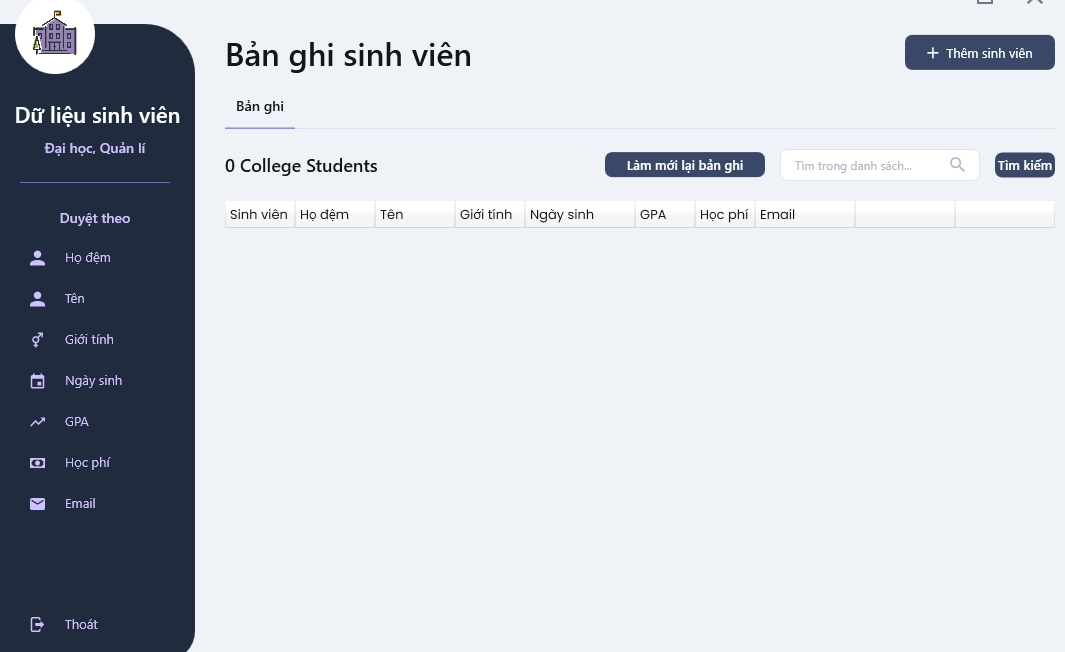 Dữ liệu sinh viên
Đại học, Quản lí
Duyệt theo
Họ đệm
Tên
Giới tính
Ngày sinh
GPA
Học phí
Email
Thoát
Bản ghi sinh viên
Thêm sinh viên
Bản ghi
0 College Students
Làm mới lại bản ghi
Tìm trong danh sách...
Tìm kiếm
Sinh viên Họ đệm Tên Giới tính Ngày sinh GPA Học phí Email